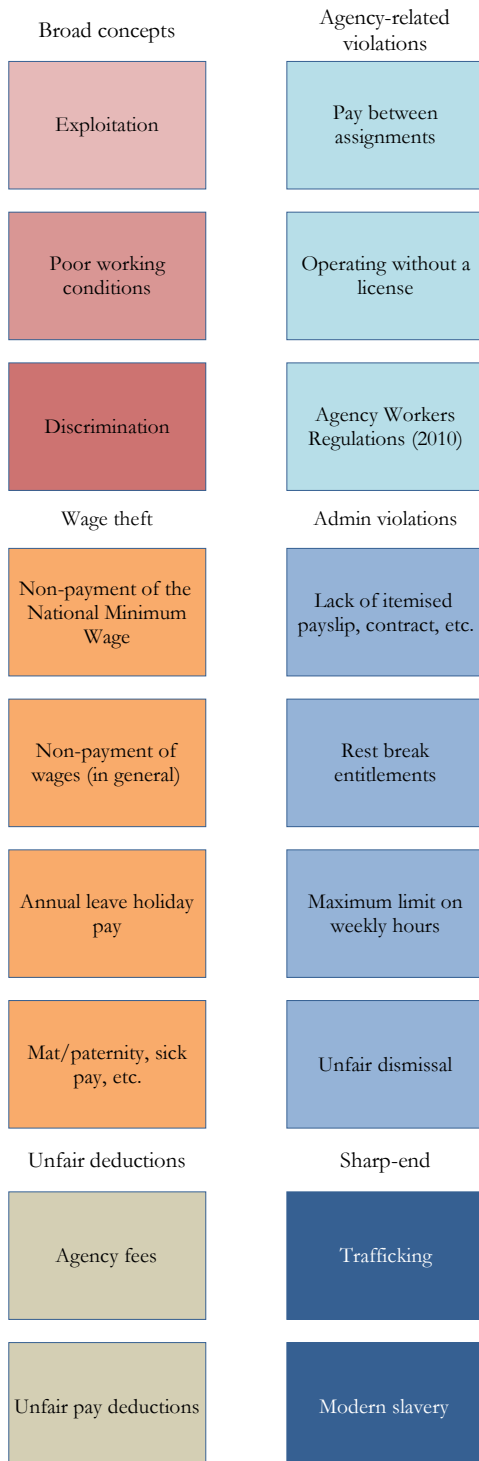 Broad concepts
Exploitation
Poor working
conditions
Discrimination
Agency-related
violations
Pay between
assignments
Operating without a
license
Agency Workers
Regulations (2010)
Wage theft
Non-payment of the
National Minimum
Wage
Non-payment of
wages (in general)
Annual leave holiday
pay
Mat/paternity, sick
pay, etc.
Admin violations
Lack of itemised
payslip, contract, etc.
Rest break
entitlements
Maximum limit on
weekly hours
Unfair dismissal
Unfair deductions
Agency fees
Unfair pay deductions
Sharp-end
Trafficking
Modern slavery